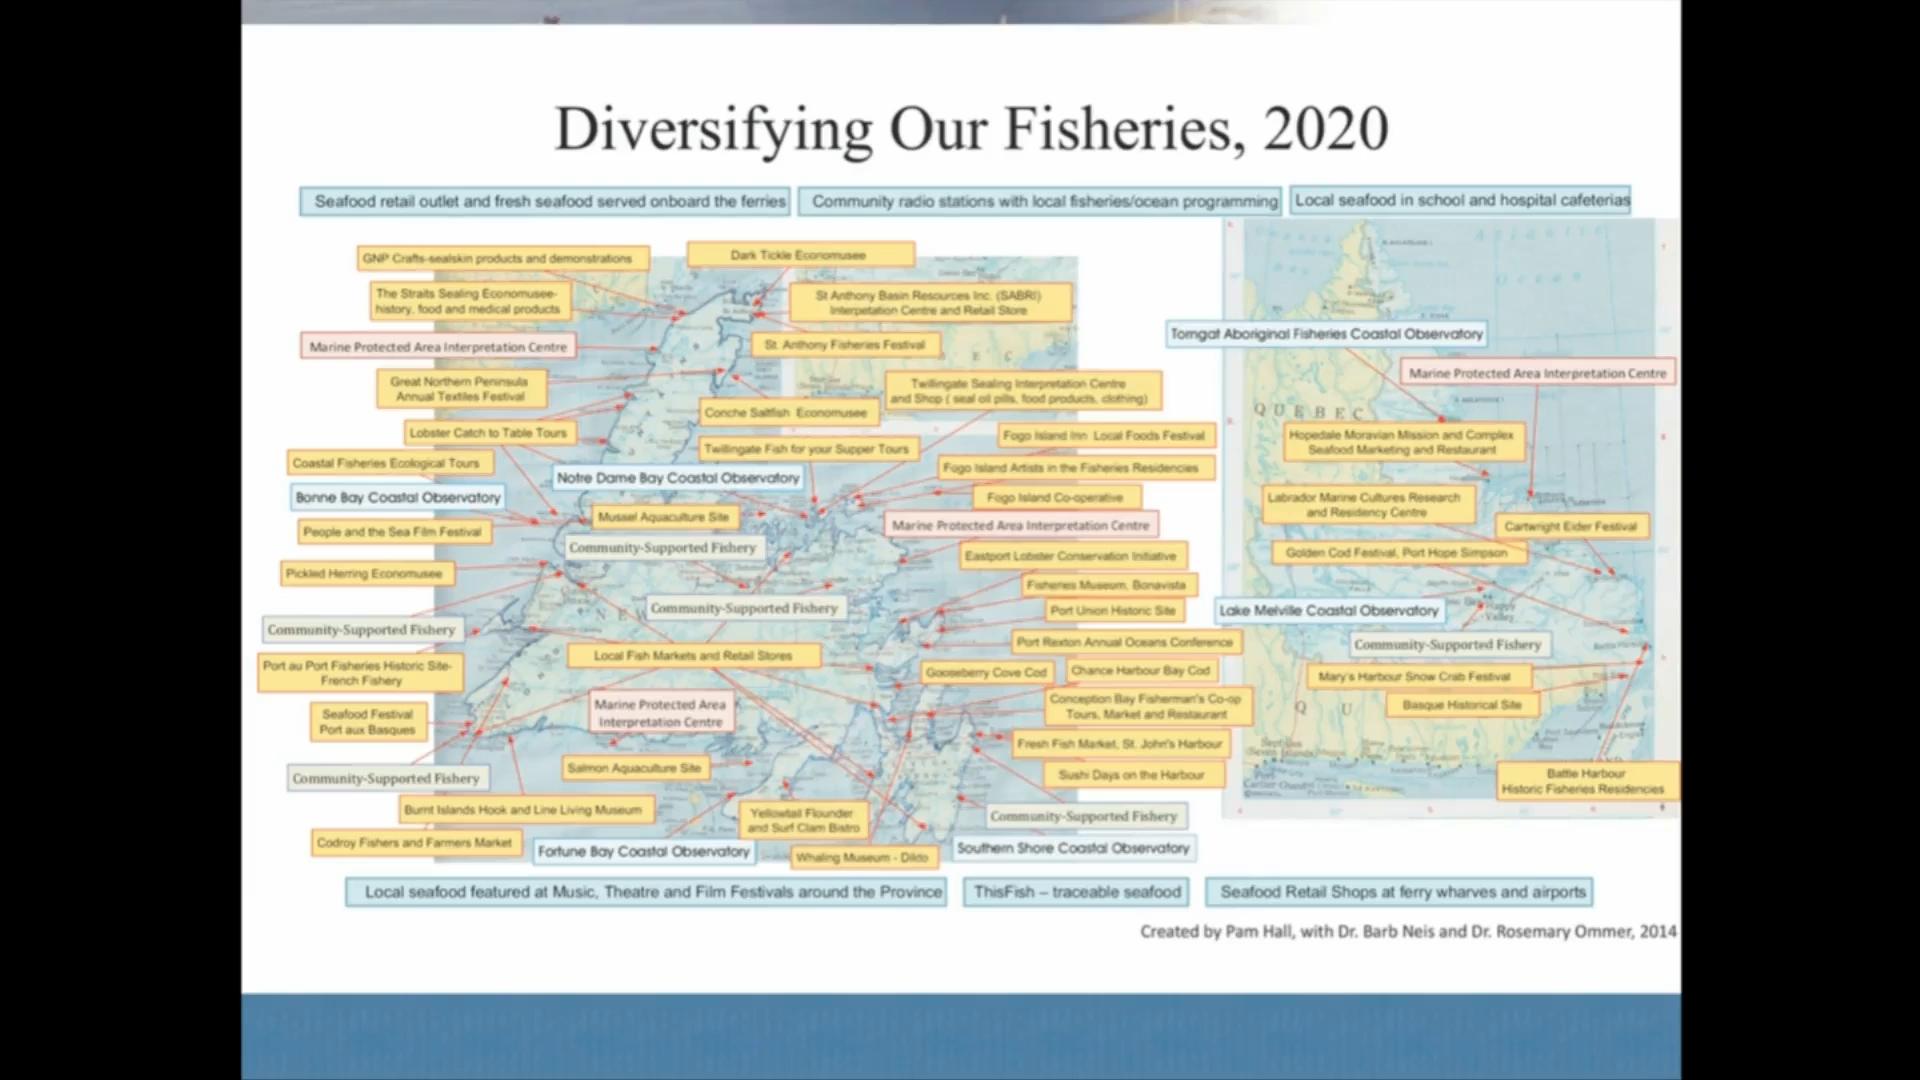 Diversifying Our Fisheries, 2020
Seafood retail outlet and fresh seafood served onboard the ferries
Community radio stations with local fisheries/ocean programming
Local seafood in school and hospital cafeterias
GNP Crafts-sealskin products and demonstrations
Dark Tickle Economusee
The Straits Sealing Economusee-
history, food and medical products
St Anthony Basin Resources Inc. (SABRI)
Interpetation Centre and Retail Store
Marine Protected Area Interpretation Centre
St. Anthony Fisheries Festival
Great Northern Peninsula
Annual Textiles Festival
Twillingate Sealing Interpretation Centre
and Shop ( seal oil pills, food products, clothing)
Conche Saltfish Economusee
Lobster Catch to Table Tours
Twillingate Fish for your Supper Tours
Fogo Island Inn Local Foods Festival
Coastal Fisheries Ecological Tours
Notre Dame Bay Coastal Observatory
Fogo Island Artists in the Fisheries Residencies
Bonne Bay Coastal Observatory
Fogo Island Co-operative
Mussel Aquaculture Site
Marine Protected Area Interpretation Centre
People and the Sea Film Festival
Community-Supported Fishery
Eastport Lobster Conservation Initiative
Pickled Herring Economusee
Fisheries Museum, Bonavista
Community-Supported Fishery
Port Union Historic Site
Community-Supported Fishery
Port Rexton Annual Oceans Conference
Local Fish Markets and Retail Stores
Port au Port Fisheries Historic Site-
French Fishery
Gooseberry Cove Cod
Chance Harbour Bay Cod
Marine Protected Area
Interpretation Centre
Conception Bay Fisherman's Co-op
Tours, Market and Restaurant
Seafood Festival
Port aux Basques
Fresh Fish Market, St. John's Harbour
Salmon Aquaculture Site
Sushi Days on the Harbour
Community-Supported Fishery
Burnt Islands Hook and Line Living Museum
Yellowtail Flounder
and Surf Clam Bistro
Community-Supported Fishery
Codroy Fishers and Farmers Market
Fortune Bay Coastal Observatory
Whaling Museum - Dildo
Southern Shore Coastal Observatory
Torngat Aboriginal Fisheries Coastal Observatory
Marine Protected Area Interpretation Centre
QUEBEC
Hopedale Moravian Mission and Complex
Seafood Marketing and Restaurant
Labrador Marine Cultures Research
and Residency Centre
Cartwright Eider Festival
Golden Cod Festival, Port Hope Simpson
Lake Melville Coastal Observatory
Community-Supported Fishery
Mary's Harbour Snow Crab Festival
Basque Historical Site
Battle Harbour
Historic Fisheries Residencies
Local seafood featured at Music, Theatre and Film Festivals around the Province
ThisFish – traceable seafood
Seafood Retail Shops at ferry wharves and airports
Created by Pam Hall, with Dr. Barb Neis and Dr. Rosemary Ommer, 2014